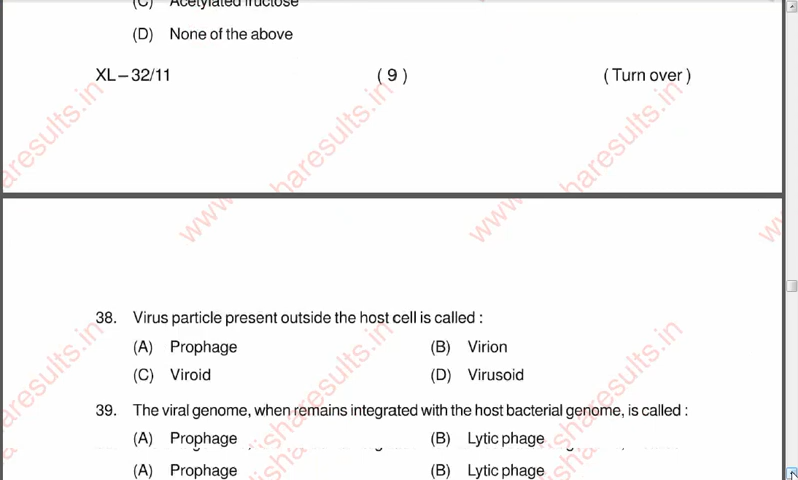 (C) Acetylated fructose
(D) None of the above
XL – 32/11 ( 9 ) ( Turn over )
38. Virus particle present outside the host cell is called :
(A) Prophage (B) Virion
(C) Viroid (D) Virusoid
39. The viral genome, when remains integrated with the host bacterial genome, is called :
(A) Prophage (B) Lytic phage
(A) Prophage (B) Lytic phage